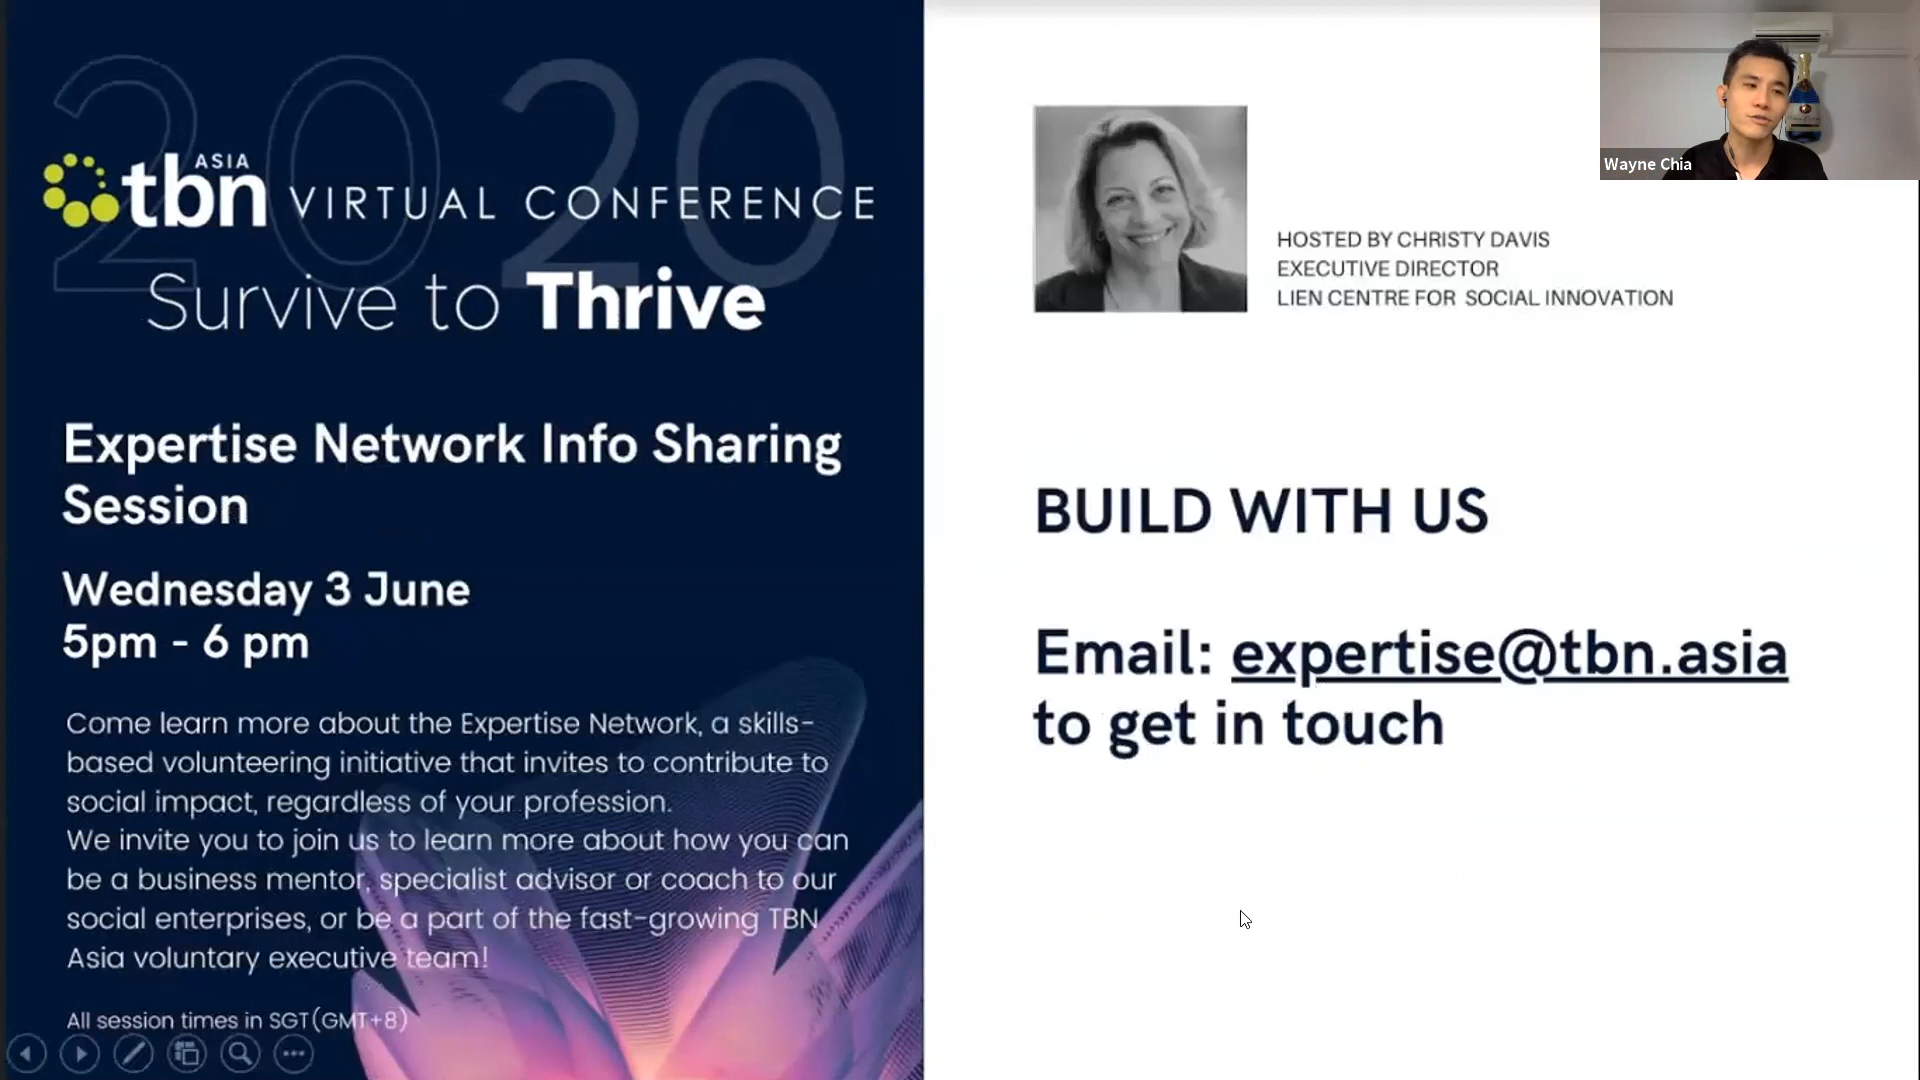 2020
ASIA
tbn VIRTUAL CONFERENCE
Survive to Thrive
Expertise Network Info Sharing
Session
Wednesday 3 June
5pm - 6 pm
Come learn more about the Expertise Network, a skills-
based volunteering initiative that invites to contribute to
social impact, regardless of your profession.
We invite you to join us to learn more about how you can
be a business mentor, specialist advisor or coach to our
social enterprises, or be a part of the fast-growing TBN
Asia voluntary executive team!
All session times in SGT(GMT+8)
HOSTED BY CHRISTY DAVIS
EXECUTIVE DIRECTOR
LIEN CENTRE FOR SOCIAL INNOVATION
BUILD WITH US
Email: expertise@tbn.asia
to get in touch
Wayne Chia